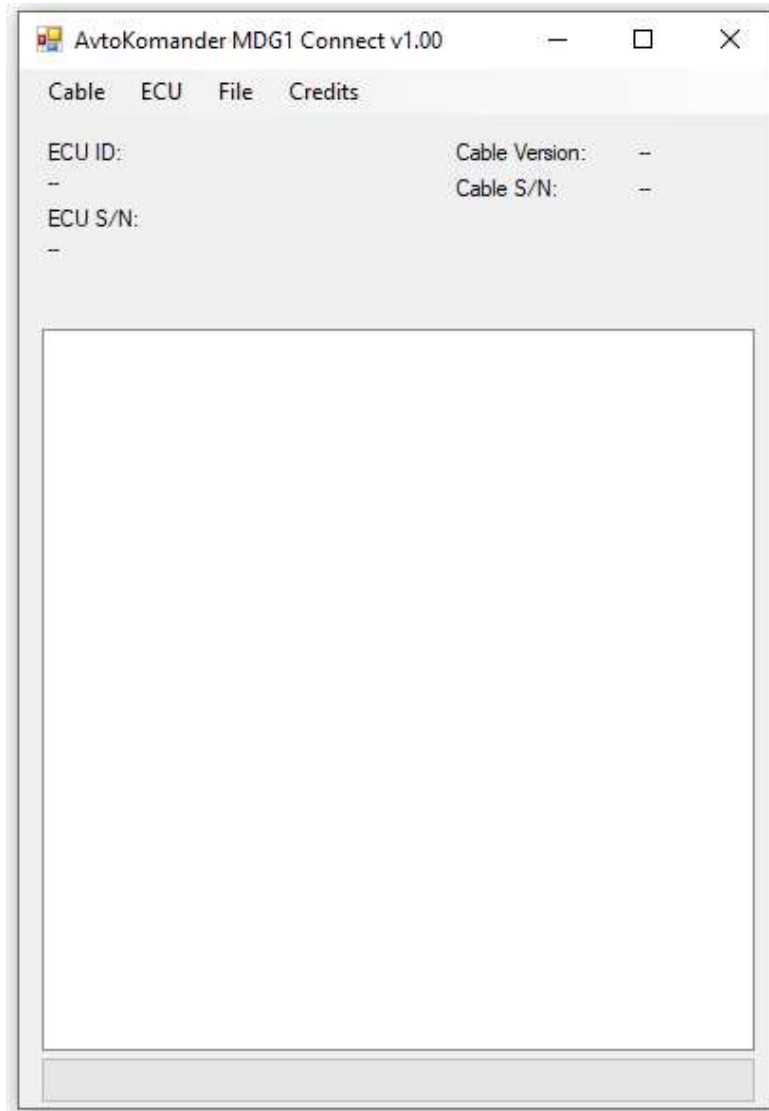 AvtoKomander MDG1 Connect v1.00
Cable ECU File Credits
ECU ID:
--
ECU S/N:
--
Cable Version: --
Cable S/N: --